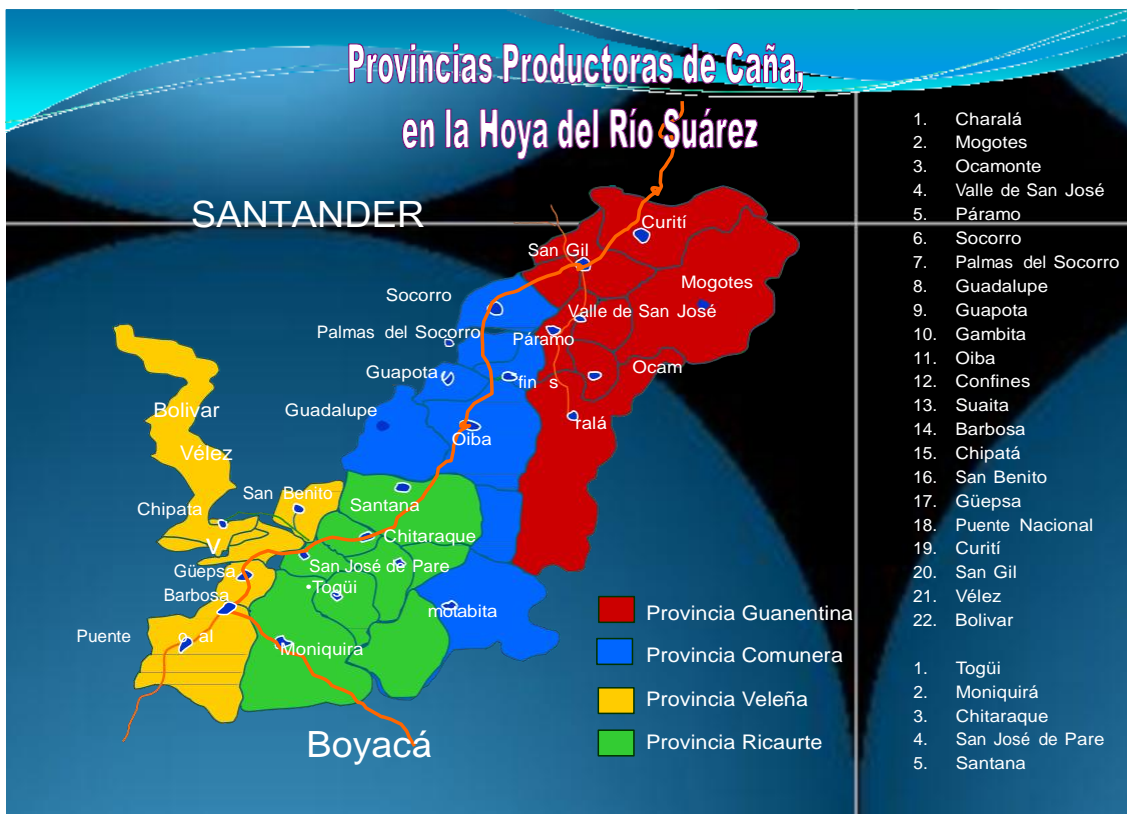 Provincias Productoras de Caña,
en la Hoya del Río Suárez
SANTANDER
Curití
San Gil
Mogotes
Socorro
Valle de San José
Palmas del Socorro
Páramo
Guapota
fin s
Ocam
Guadalupe
Bolivar
Oiba
ralá
Vélez
San Benito
Santana
Chipata
Chitaraque
V.
San José de Pare
Güepsa
•Togüi
Barbosa
motabita
Puente o al
Moniquira
Boyacá
Provincia Guanentina
Provincia Comunera
Provincia Veleña
Provincia Ricaurte
1. Charalá
2. Mogotes
3. Ocamonte
4. Valle de San José
5. Páramo
6. Socorro
7. Palmas del Socorro
8. Guadalupe
9. Guapota
10. Gambita
11. Oiba
12. Confines
13. Suaita
14. Barbosa
15. Chipatá
16. San Benito
17. Güepsa
18. Puente Nacional
19. Curití
20. San Gil
21. Vélez
22. Bolivar
1. Togüi
2. Moniquirá
3. Chitaraque
4. San José de Pare
5. Santana